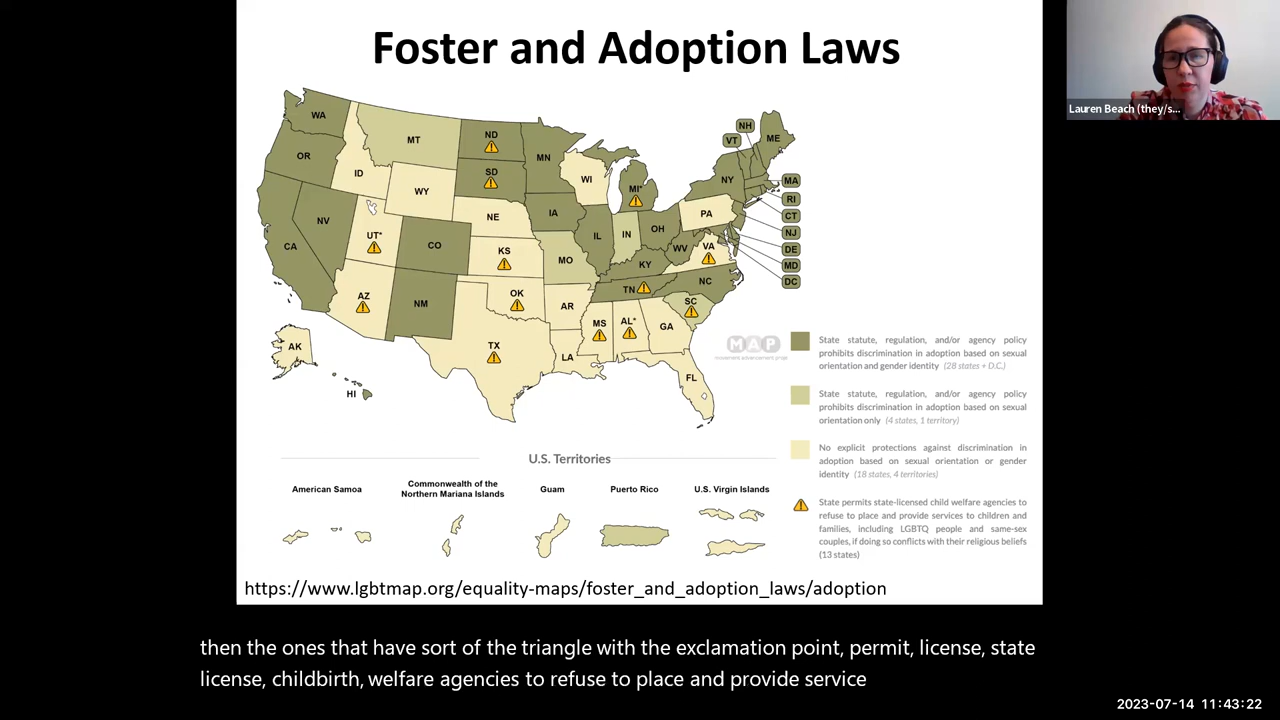 Foster and Adoption Laws
Lauren Beach (they/s...
WA
MT
ND
MN
OR
ID
WY
SD
WI
MI*
NH
VT
ME
NY
MA
RI
CT
NJ
DE
MD
DC
NV
CA
UT*
CO
NE
IA
IL
IN
OH
PA
WV
VA
KS
MO
KY
NC
TN
AZ
NM
OK
AR
SC
MS
AL*
GA
TX
LA
FL
AK
HI
MAP
movement advancement project
State statute, regulation, and/or agency policy
prohibits discrimination in adoption based on sexual
orientation and gender identity (28 states + D.C.)
State statute, regulation, and/or agency policy
prohibits discrimination in adoption based on sexual
orientation only (4 states, 1 territory)
No explicit protections against discrimination in
adoption based on sexual orientation or gender
identity (18 states, 4 territories)
State permits state-licensed child welfare agencies to
refuse to place and provide services to children and
families, including LGBTQ people and same-sex
couples, if doing so conflicts with their religious beliefs
(13 states)
U.S. Territories
American Samoa
Commonwealth of the
Northern Mariana Islands
Guam
Puerto Rico
U.S. Virgin Islands
https://www.lgbtmap.org/equality-maps/foster_and_adoption_laws/adoption
then the ones that have sort of the triangle with the exclamation point, permit, license, state
license, childbirth, welfare agencies to refuse to place and provide service
2023-07-14 11:43:22